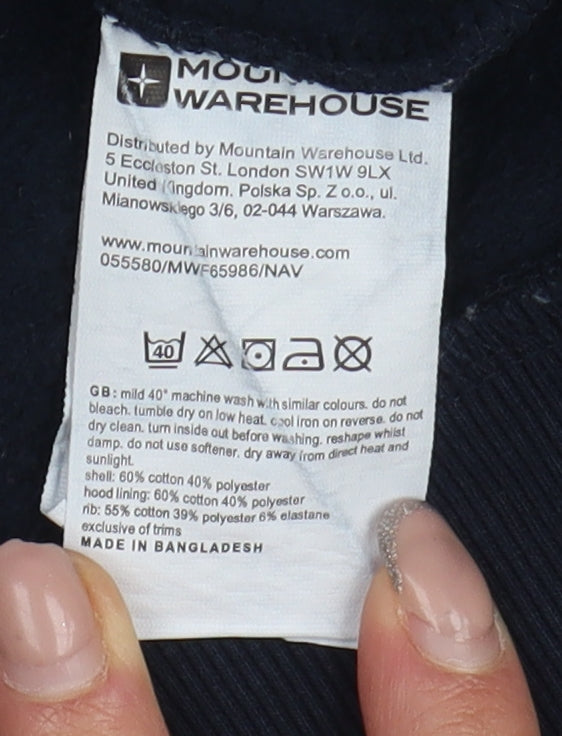 MOUN
WAREHOUSE
Distributed by Mountain Warehouse Ltd.
5 Eccleston St. London SW1W 9LX
United Kingdom. Polska Sp. Z o.o., ul.
Mianowskiego 3/6, 02-044 Warszawa.
www.mountainwarehouse.com
055580/MWF65986/NAV
40
GB: mild 40° machine wash with similar colours. do not
bleach. tumble dry on low heat. cool iron on reverse. do not
dry clean. turn inside out before washing. reshape whilst
damp. do not use softener. dry away from direct heat and
sunlight.
shell: 60% cotton 40% polyester
hood lining: 60% cotton 40% polyester
rib: 55% cotton 39% polyester 6% elastane
exclusive of trims
MADE IN BANGLADESH